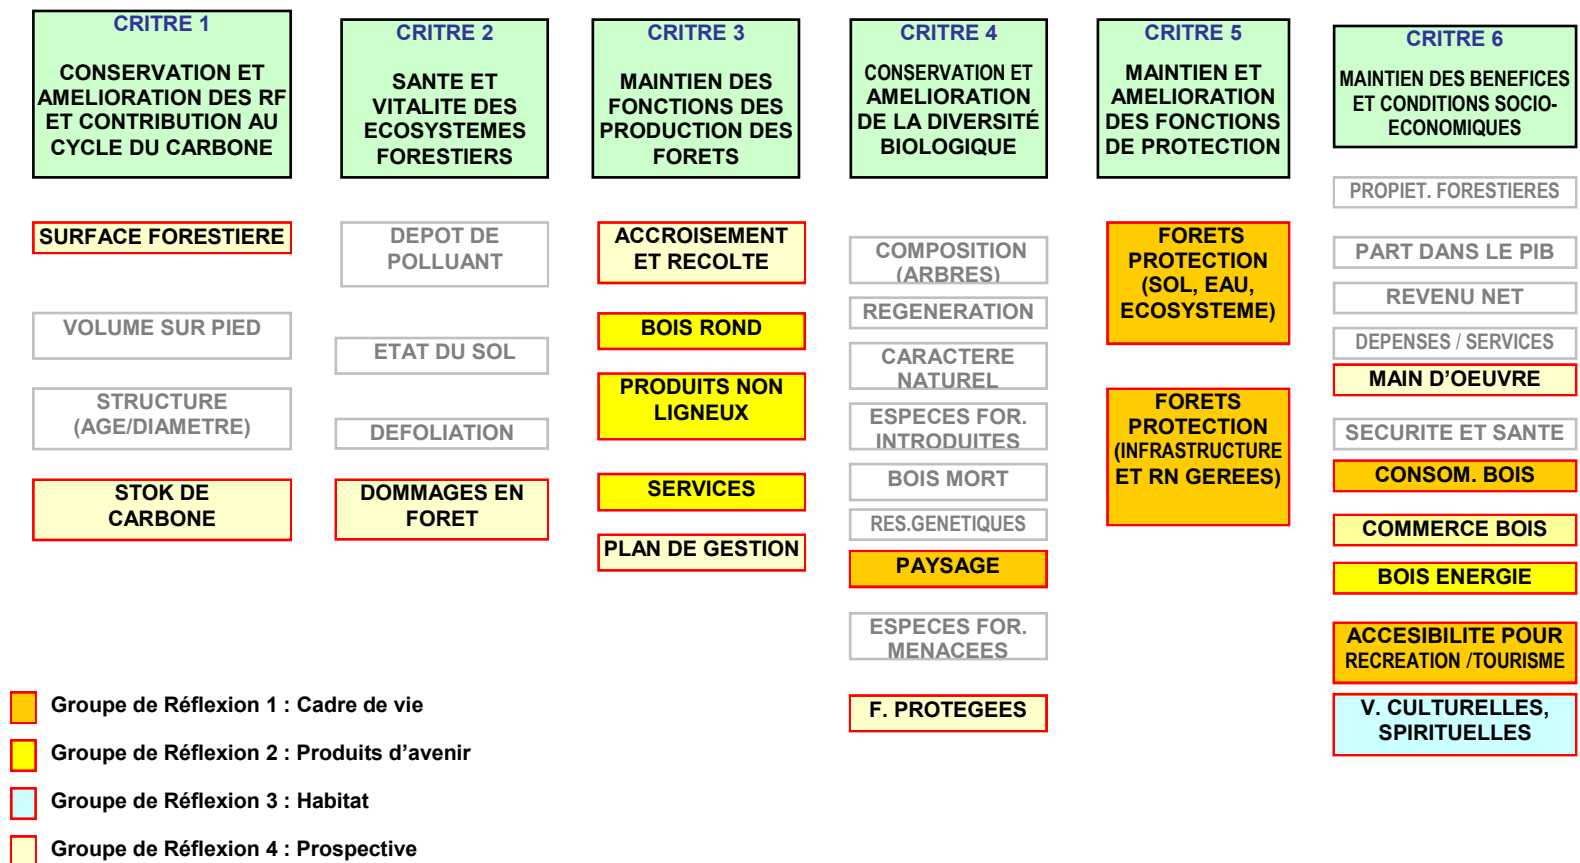 CRITRE 1
CONSERVATION ET
AMELIORATION DES RF
ET CONTRIBUTION AU
CYCLE DU CARBONE
SURFACE FORESTIERE
VOLUME SUR PIED
STRUCTURE
(AGE/DIAMETRE)
STOK DE
CARBONE
CRITRE 2
SANTE ET
VITALITE DES
ECOSYSTEMES
FORESTIERS
DEPOT DE
POLLUANT
ETAT DU SOL
DEFOLIATION
DOMMAGES EN
FORET
CRITRE 3
MAINTIEN DES
FONCTIONS DES
PRODUCTION DES
FORETS
ACCROISEMENT
ET RECOLTE
BOIS ROND
PRODUITS NON
LIGNEUX
SERVICES
PLAN DE GESTION
CRITRE 4
CONSERVATION ET
AMELIORATION
DE LA DIVERSITÉ
BIOLOGIQUE
COMPOSITION
(ARBRES)
REGENERATION
CARACTERE
NATUREL
ESPECES FOR.
INTRODUITES
BOIS MORT
RES.GENETIQUES
PAYSAGE
ESPECES FOR.
MENACEES
F. PROTEGEES
CRITRE 5
MAINTIEN ET
AMELIORATION
DES FONCTIONS
DE PROTECTION
FORETS
PROTECTION
(SOL, EAU,
ECOSYSTEME)
FORETS
PROTECTION
(INFRASTRUCTURE
ET RN GEREES)
CRITRE 6
MAINTIEN DES BENEFICES
ET CONDITIONS SOCIO-
ECONOMIQUES
PROPIET. FORESTIERES
PART DANS LE PIB
REVENU NET
DEPENSES / SERVICES
MAIN D'OEUVRE
SECURITE ET SANTE
CONSOM. BOIS
COMMERCE BOIS
BOIS ENERGIE
ACCESIBILITE POUR
RECREATION /TOURISME
V. CULTURELLES,
SPIRITUELLES
Groupe de Réflexion 1 : Cadre de vie
Groupe de Réflexion 2 : Produits d'avenir
Groupe de Réflexion 3 : Habitat
Groupe de Réflexion 4 : Prospective